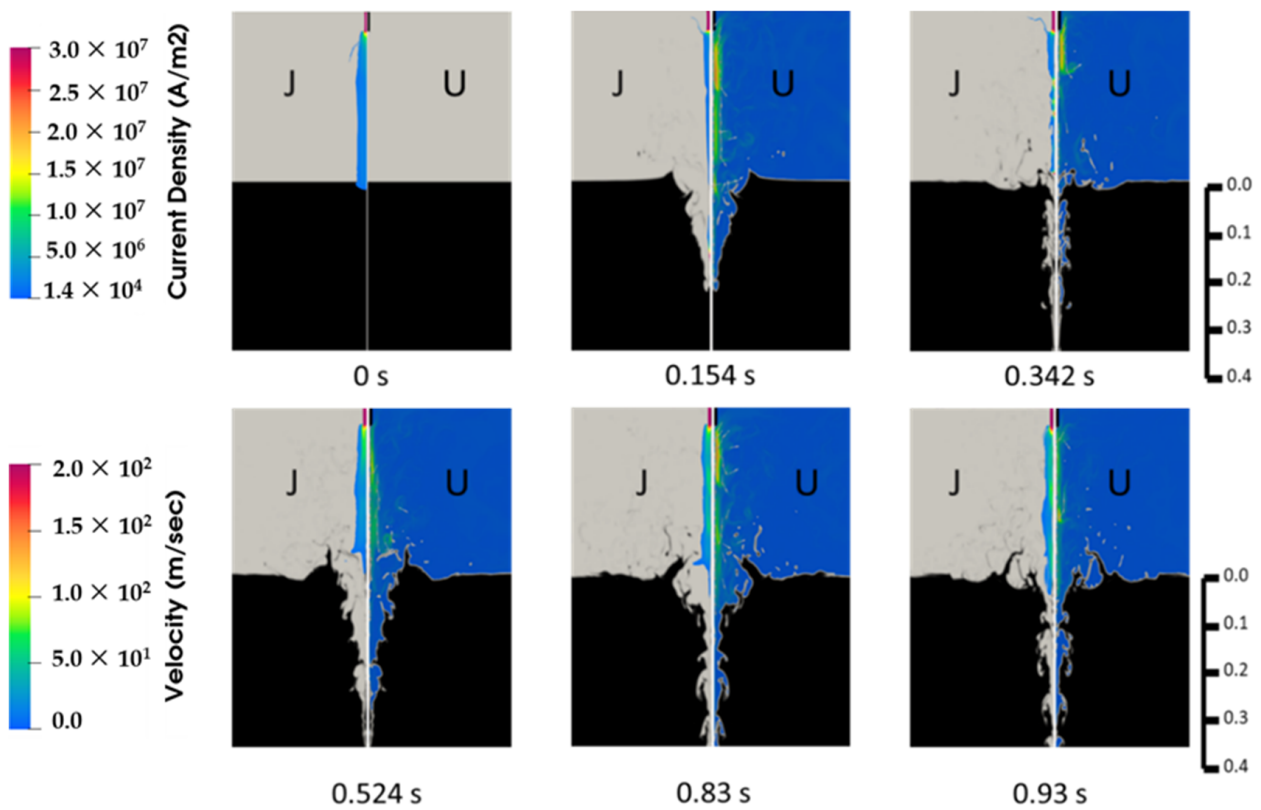 Current Density (A/m2)
3.0 × 10⁷
2.5 × 10⁷
2.0 × 10⁷
1.5 × 10⁷
1.0 × 10⁷
5.0 × 10⁶
1.4 × 10⁴
J U
0 s
J U
0.154 s
J U
0.342 s
0.0
0.1
0.2
0.3
0.4
Velocity (m/sec)
2.0 × 10²
1.5 × 10²
1.0 × 10²
5.0 × 10¹
0.0
J U
0.524 s
J U
0.83 s
J U
0.93 s
0.0
0.1
0.2
0.3
0.4